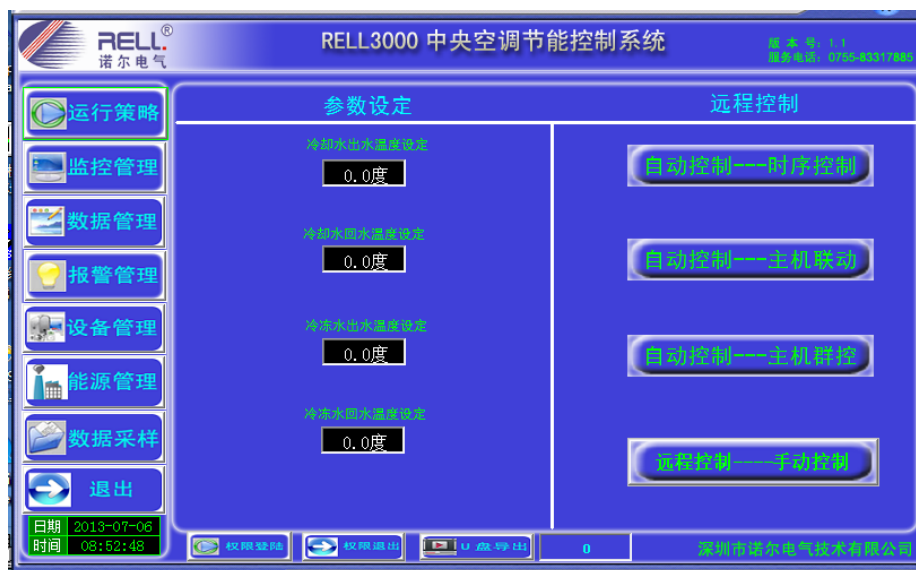 RELL.®
诺尔电气
RELL3000 中央空调节能控制系统
版 本 号: 1.1
服务电话: 0755-83317885
运行策略
监控管理
数据管理
报警管理
设备管理
能源管理
数据采样
退出
日期 2013-07-06
时间 08:52:48
参数设定
冷却水出水温度设定
0.0度
冷却水回水温度设定
0.0度
冷冻水出水温度设定
0.0度
冷冻水回水温度设定
0.0度
远程控制
自动控制---时序控制
自动控制---主机联动
自动控制---主机群控
远程控制----手动控制
权限登陆
权限退出
U 盘导出
0
深圳市诺尔电气技术有限公司